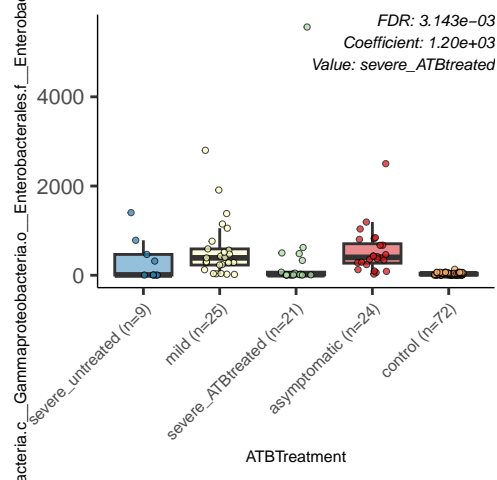 FDR: 3.143e−03
Coefficient: 1.20e+03
Value: severe_ATBtreated
4000
2000
0
acteria.c__Gammaproteobacteria.o__Enterobacterales.f__Enterobac
severe_untreated (n=9)
mild (n=25)
severe_ATBtreated (n=21)
asymptomatic (n=24)
control (n=72)
ATBTreatment